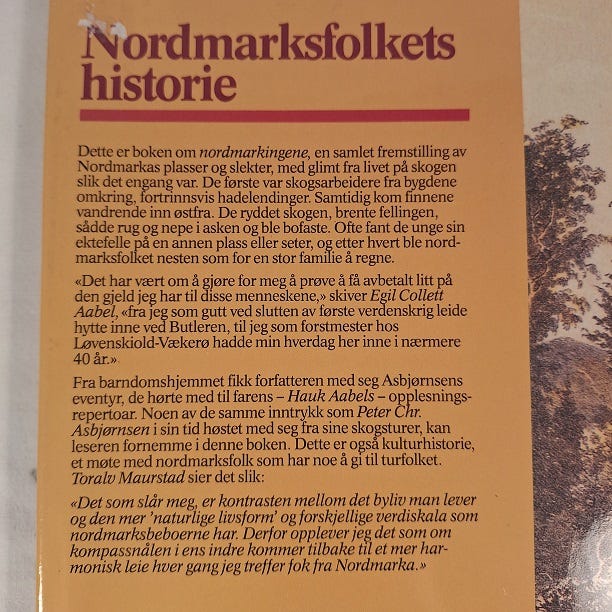 Nordmarksfolkets
historie
Dette er boken om nordmarkingene, en samlet fremstilling av
Nordmarkas plasser og slekter, med glimt fra livet på skogen
slik det engang var. De første var skogsarbeidere fra bygdene
omkring, fortrinnsvis hadelendinger. Samtidig kom finnene
vandrende inn østfra. De ryddet skogen, brente fellingen,
sådde rug og nepe i asken og ble bofaste. Ofte fant de unge sin
ektefelle på en annen plass eller seter, og etter hvert ble nord-
marksfolket nesten som for en stor familie å regne.
«Det har vært om å gjøre for meg å prøve å få avbetalt litt på
den gjeld jeg har til disse menneskene,» skiver Egil Collett
Aabel, «fra jeg som gutt ved slutten av første verdenskrig leide
hytte inne ved Butleren, til jeg som forstmester hos
Løvenskiold-Vækerø hadde min hverdag her inne i nærmere
40 år.»
Fra barndomshjemmet fikk forfatteren med seg Asbjørnsens
eventyr, de hørte med til farens – Hauk Aabels – opplesnings-
repertoar. Noen av de samme inntrykk som Peter Chr.
Asbjørnsen i sin tid høstet med seg fra sine skogsturer, kan
leseren fornemme i denne boken. Dette er også kulturhistorie,
et møte med nordmarksfolk som har noe å gi til turfolket.
Toralv Maurstad sier det slik:
«Det som slår meg, er kontrasten mellom det byliv man lever
og den mer 'naturlige livsform' og forskjellige verdiskala som
nordmarksbeboerne har. Derfor opplever jeg det som om
kompassnålen i ens indre kommer tilbake til et mer har-
monisk leie hver gang jeg treffer fok fra Nordmarka.»